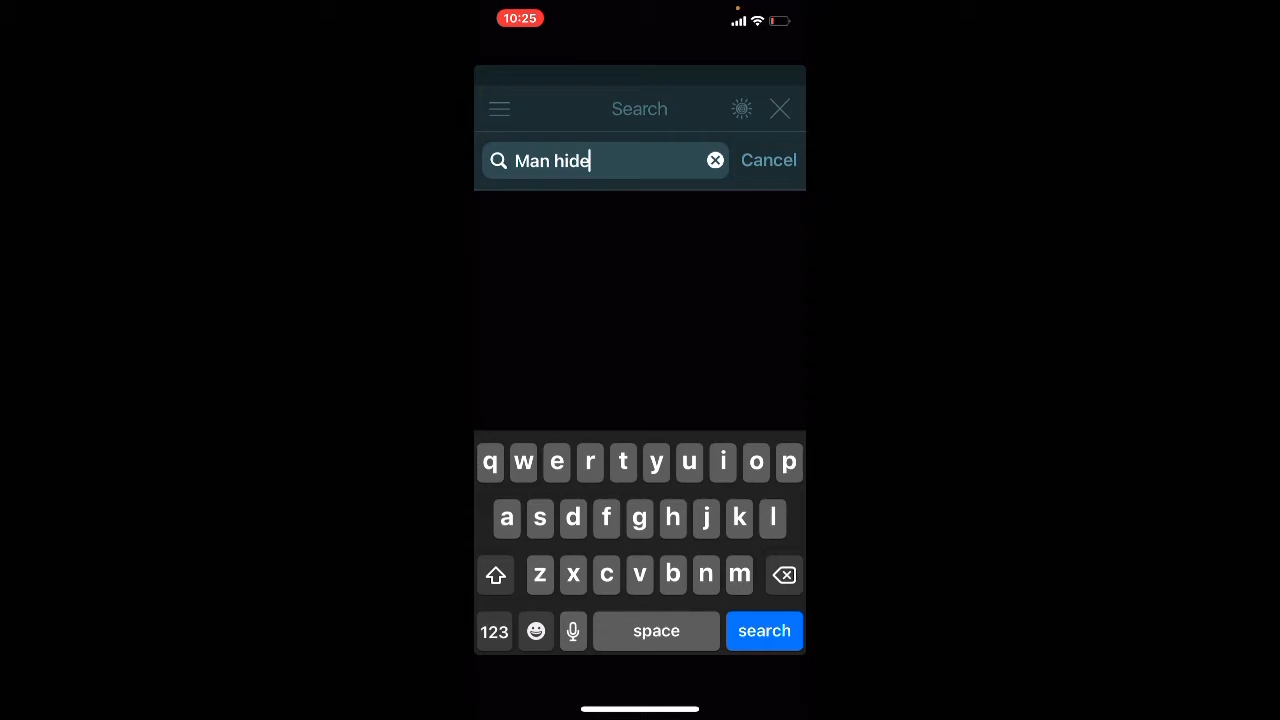 10:25
Search
Man hide
Cancel
q w e r t y u i o p
a s d f g h j k l
z x c v b n m
123 space search